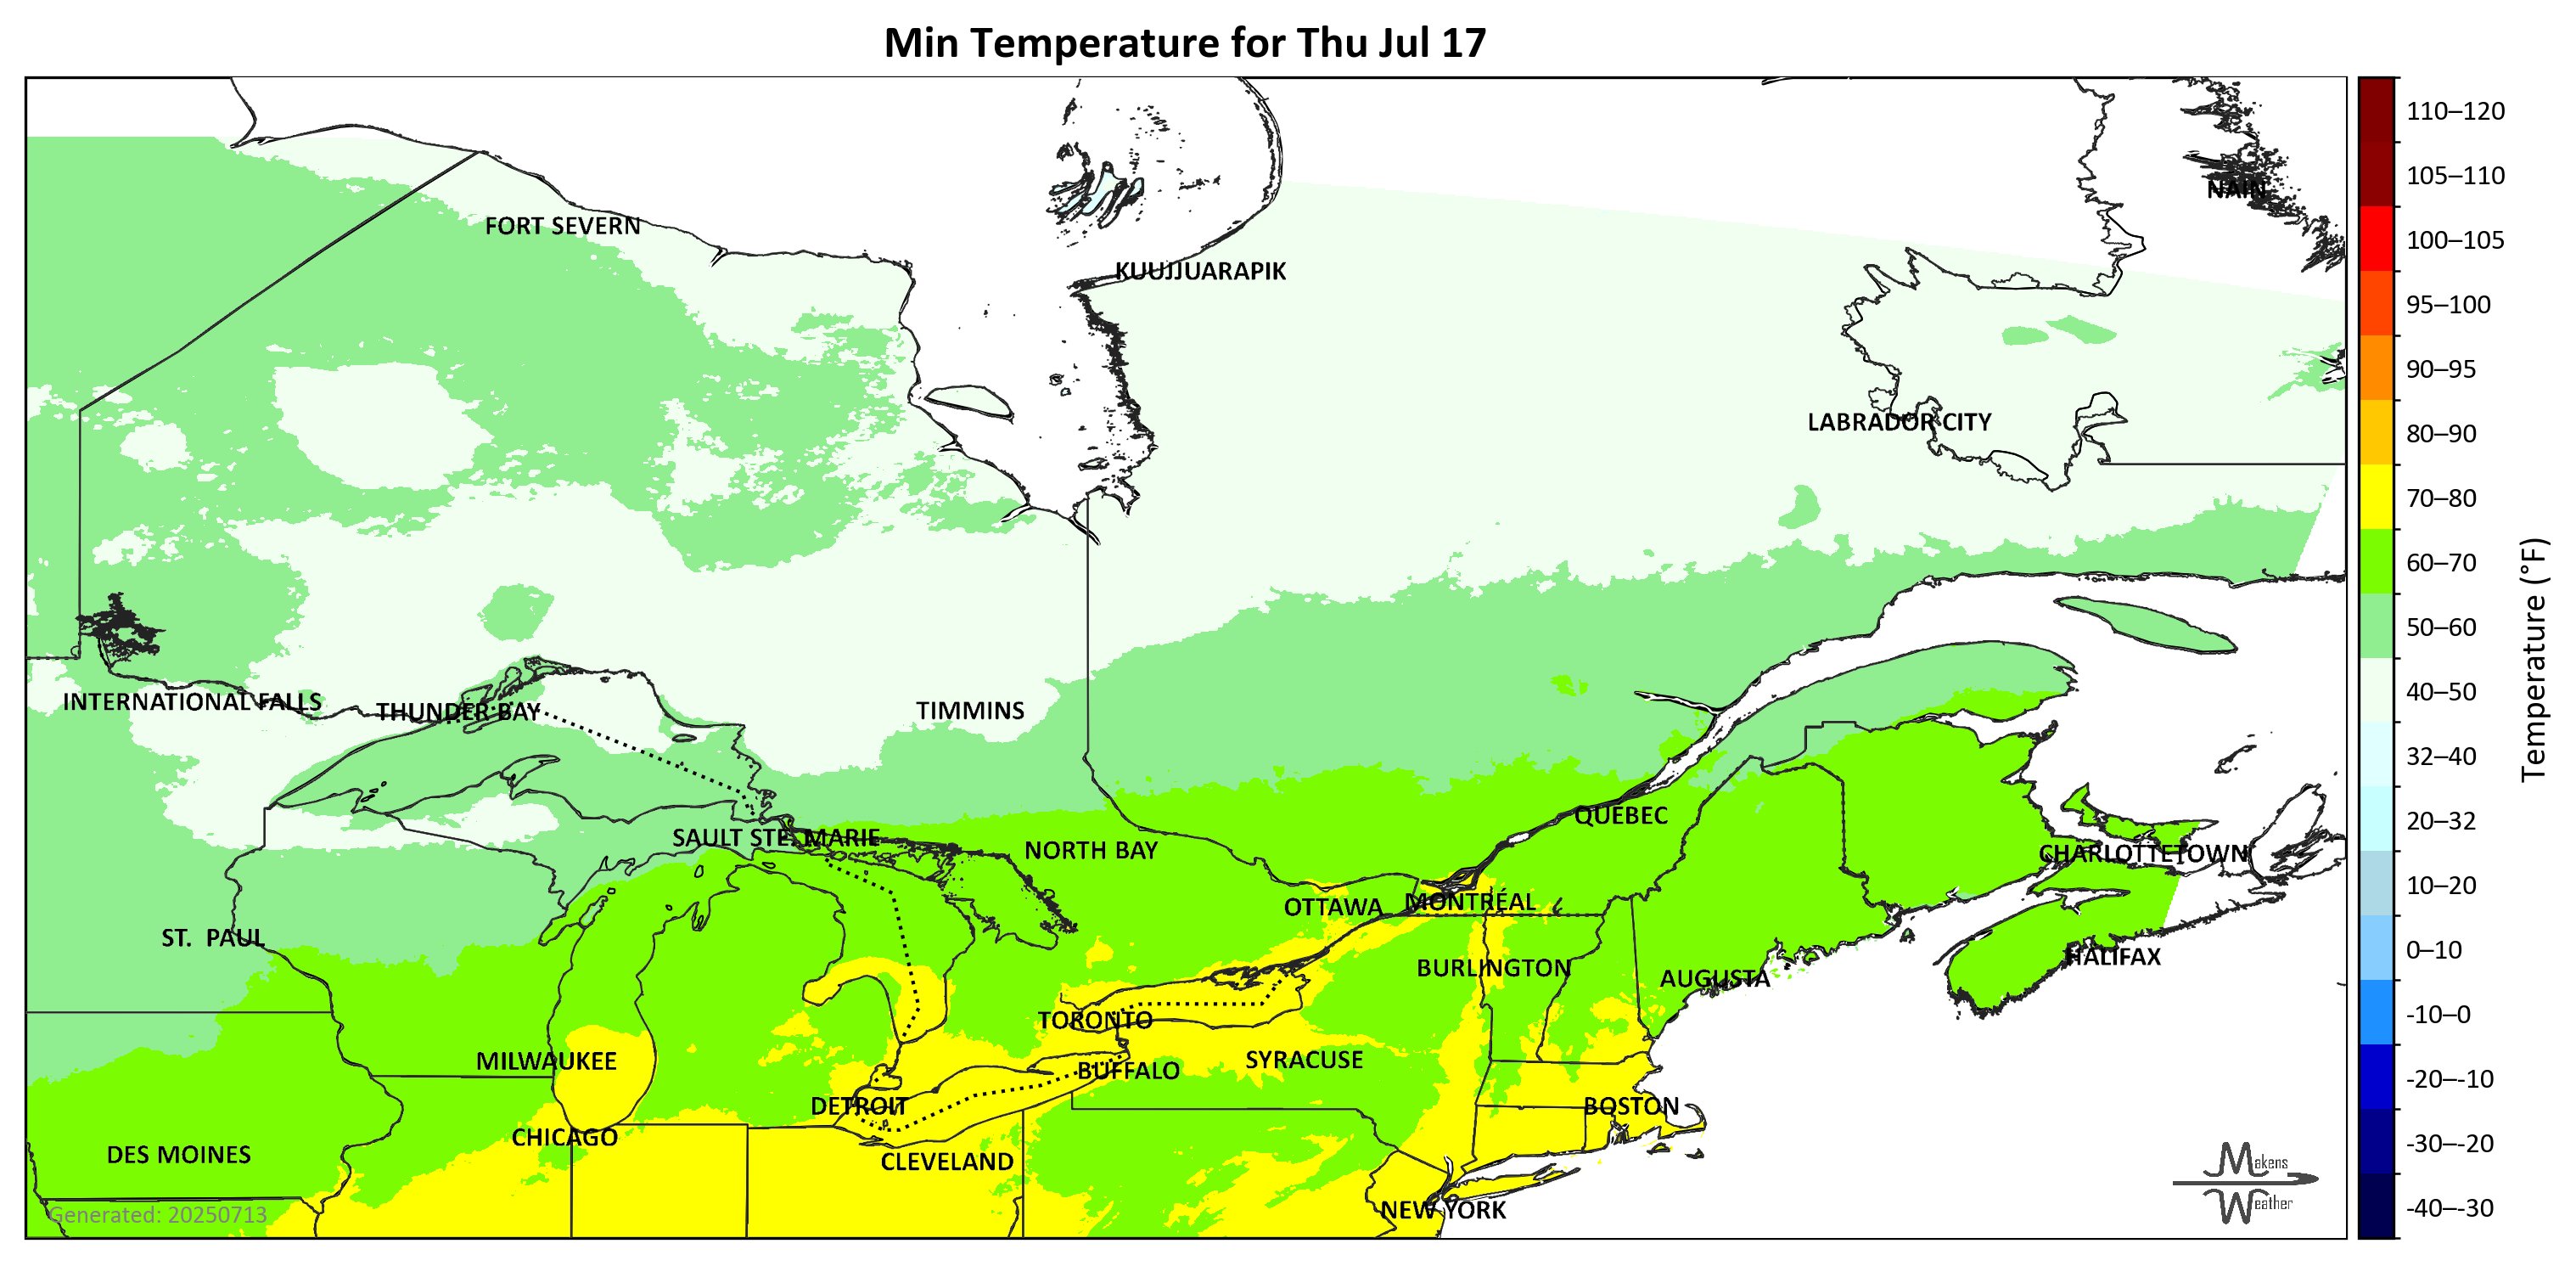 Min Temperature for Thu Jul 17
110–120
105–110
NAIN
100–105
FORT SEVERN
KUUJJUARAPIK
95–100
90–95
LABRADOR CITY
80–90
70–80
60–70
50–60
Temperature (°F)
INTERNATIONAL FALLS
THUNDER BAY
TIMMINS
40–50
32–40
QUÉBEC
20–32
SAULT STE. MARIE
NORTH BAY
CHARLOTTETOWN
10–20
OTTAWA
MONTRÉAL
ST. PAUL
0–10
HALIFAX
BURLINGTON
AUGUSTA
-10–0
TORONTO
MILWAUKEE
SYRACUSE
BUFFALO
-20–-10
DETROIT
BOSTON
CHICAGO
-30–-20
DES MOINES
CLEVELAND
Makens
Weather
NEW YORK
-40–-30
Generated: 20250713